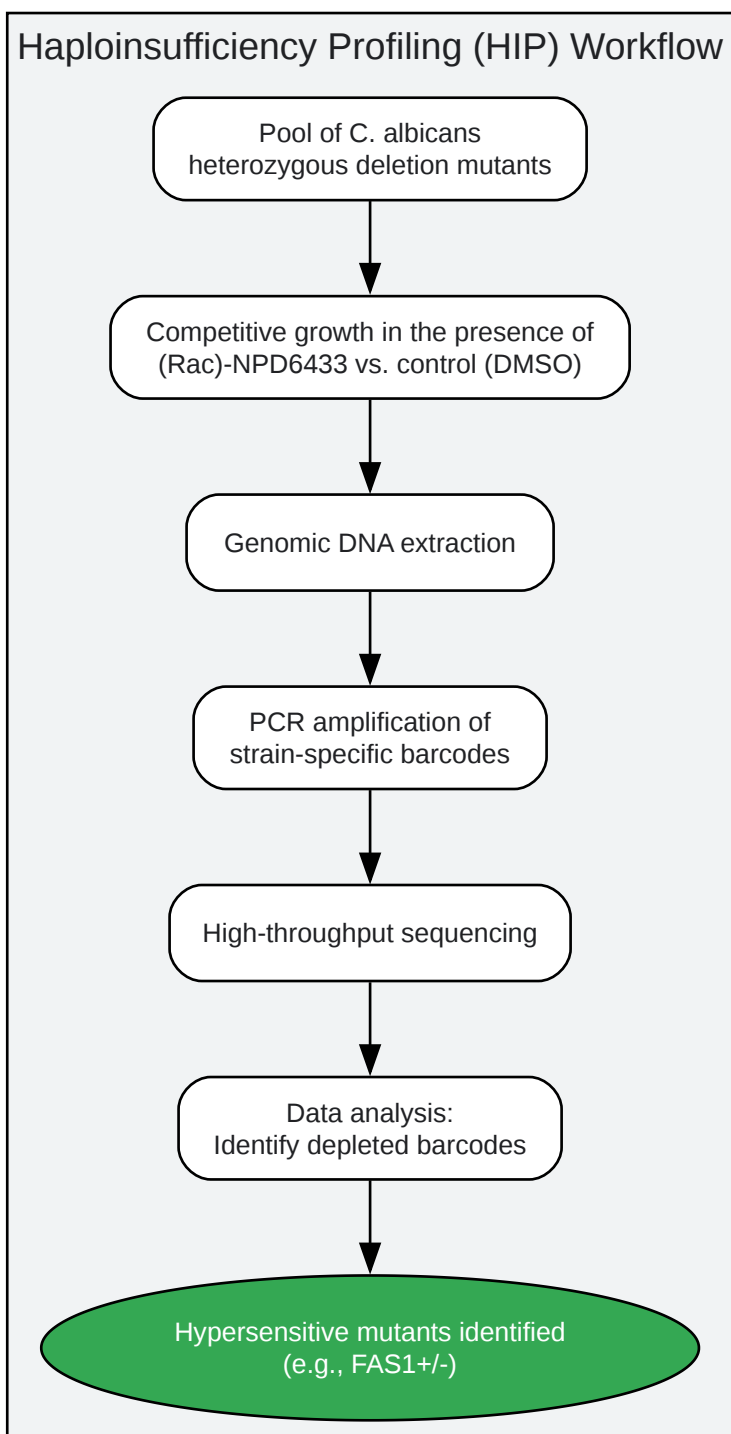 Haploinsufficiency Profiling (HIP) Workflow
Pool of C. albicans
heterozygous deletion mutants
Competitive growth in the presence of
(Rac)-NPD6433 vs. control (DMSO)
Genomic DNA extraction
PCR amplification of
strain-specific barcodes
High-throughput sequencing
Data analysis:
Identify depleted barcodes
Hypersensitive mutants identified
(e.g., FAS1+/-)